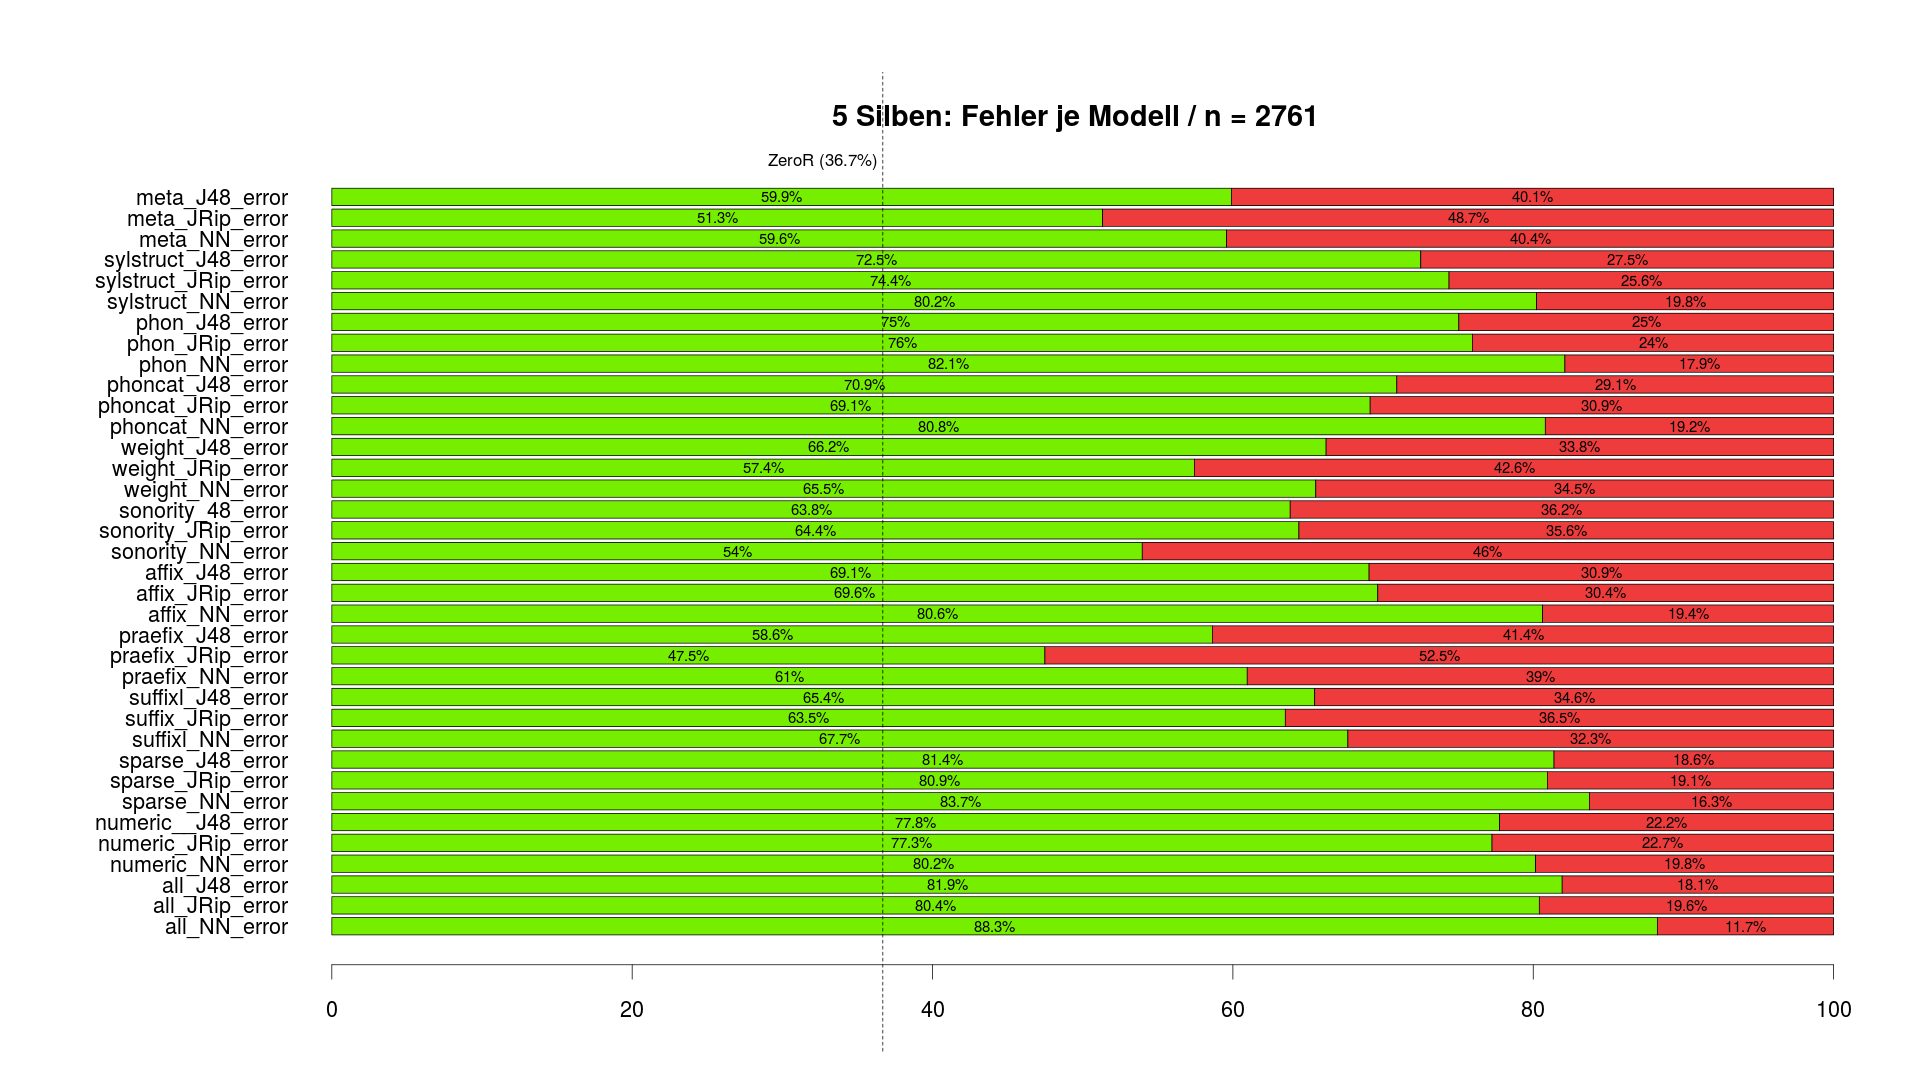 5 Silben: Fehler je Modell / n = 2761
ZeroR (36.7%)
meta_J48_error 59.9% 40.1%
meta_JRip_error 51.3% 48.7%
meta_NN_error 59.6% 40.4%
sylstruct_J48_error 72.5% 27.5%
sylstruct_JRip_error 74.4% 25.6%
sylstruct_NN_error 80.2% 19.8%
phon_J48_error 75% 25%
phon_JRip_error 76% 24%
phon_NN_error 82.1% 17.9%
phoncat_J48_error 70.9% 29.1%
phoncat_JRip_error 69.1% 30.9%
phoncat_NN_error 80.8% 19.2%
weight_J48_error 66.2% 33.8%
weight_JRip_error 57.4% 42.6%
weight_NN_error 65.5% 34.5%
sonority_48_error 63.8% 36.2%
sonority_JRip_error 64.4% 35.6%
sonority_NN_error 54% 46%
affix_J48_error 69.1% 30.9%
affix_JRip_error 69.6% 30.4%
affix_NN_error 80.6% 19.4%
praefix_J48_error 58.6% 41.4%
praefix_JRip_error 47.5% 52.5%
praefix_NN_error 61% 39%
suffixl_J48_error 65.4% 34.6%
suffix_JRip_error 63.5% 36.5%
suffixl_NN_error 67.7% 32.3%
sparse_J48_error 81.4% 18.6%
sparse_JRip_error 80.9% 19.1%
sparse_NN_error 83.7% 16.3%
numeric__J48_error 77.8% 22.2%
numeric_JRip_error 77.3% 22.7%
numeric_NN_error 80.2% 19.8%
all_J48_error 81.9% 18.1%
all_JRip_error 80.4% 19.6%
all_NN_error 88.3% 11.7%
0 20 40 60 80 100